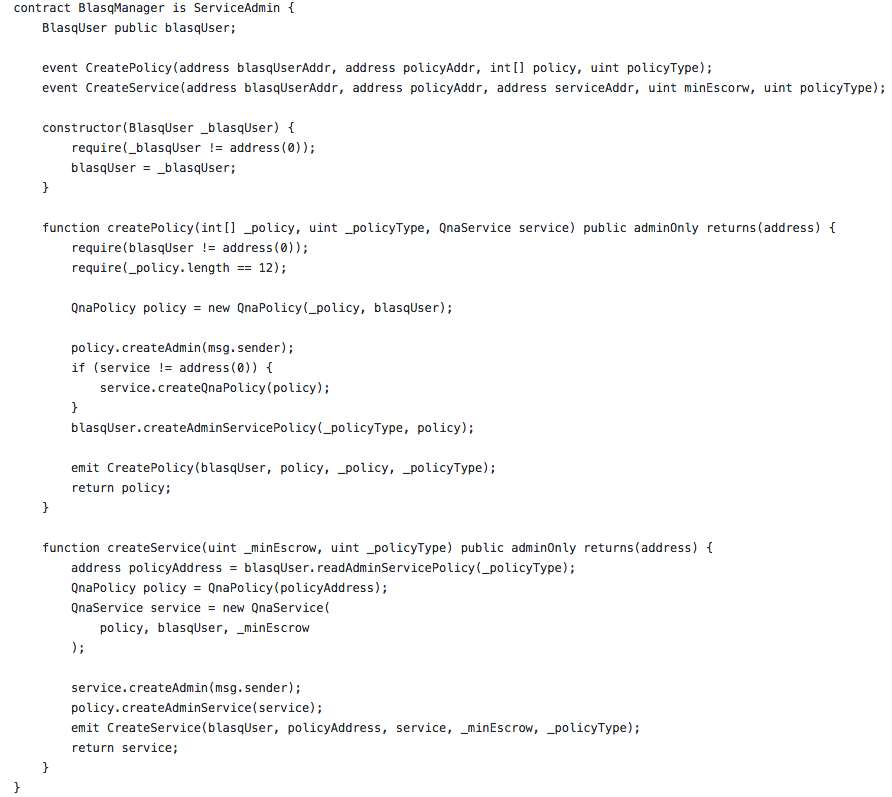 contract BlasqManager is ServiceAdmin {
    BlasqUser public blasqUser;

    event CreatePolicy(address blasqUserAddr, address policyAddr, int[] policy, uint policyType);
    event CreateService(address blasqUserAddr, address policyAddr, address serviceAddr, uint minEscorw, uint policyType);

    constructor(BlasqUser _blasqUser) {
        require(_blasqUser != address(0));
        blasqUser = _blasqUser;
    }

    function createPolicy(int[] _policy, uint _policyType, QnaService service) public adminOnly returns(address) {
        require(blasqUser != address(0));
        require(_policy.length == 12);

        QnaPolicy policy = new QnaPolicy(_policy, blasqUser);

        policy.createAdmin(msg.sender);
        if (service != address(0)) {
            service.createQnaPolicy(policy);
        }
        blasqUser.createAdminServicePolicy(_policyType, policy);

        emit CreatePolicy(blasqUser, policy, _policy, _policyType);
        return policy;
    }

    function createService(uint _minEscrow, uint _policyType) public adminOnly returns(address) {
        address policyAddress = blasqUser.readAdminServicePolicy(_policyType);
        QnaPolicy policy = QnaPolicy(policyAddress);
        QnaService service = new QnaService(
            policy, blasqUser, _minEscrow
        );

        service.createAdmin(msg.sender);
        policy.createAdminService(service);
        emit CreateService(blasqUser, policyAddress, service, _minEscrow, _policyType);
        return service;
    }
}